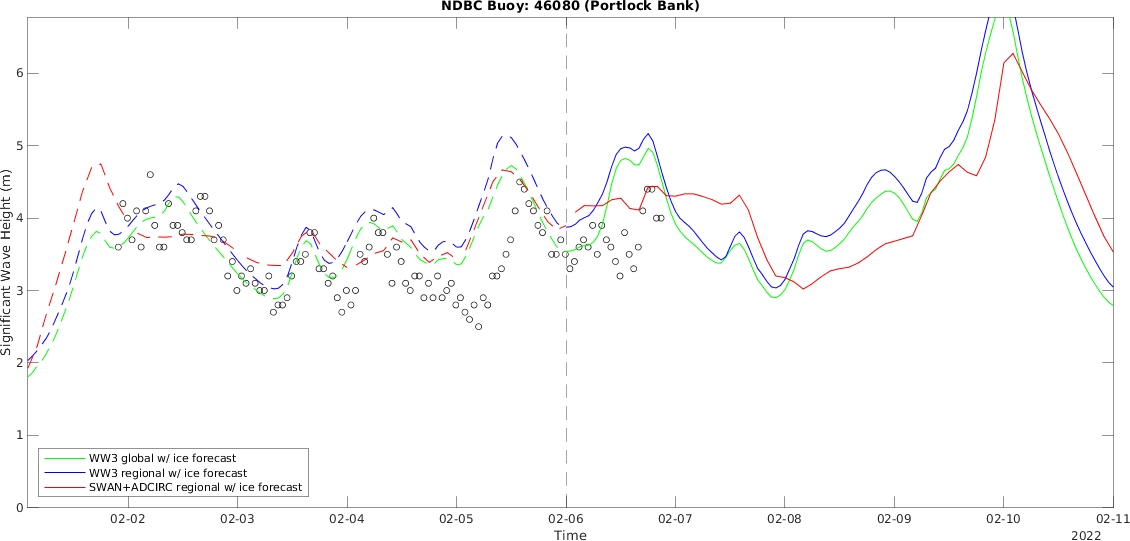 NDBC Buoy: 46080 (Portlock Bank)
Significant Wave Height (m)
6
5
4
3
2
1
0
WW3 global w/ ice forecast
WW3 regional w/ ice forecast
SWAN+ADCIRC regional w/ ice forecast
02-02 02-03 02-04 02-05 02-06 02-07 02-08 02-09 02-10 02-11
Time
2022